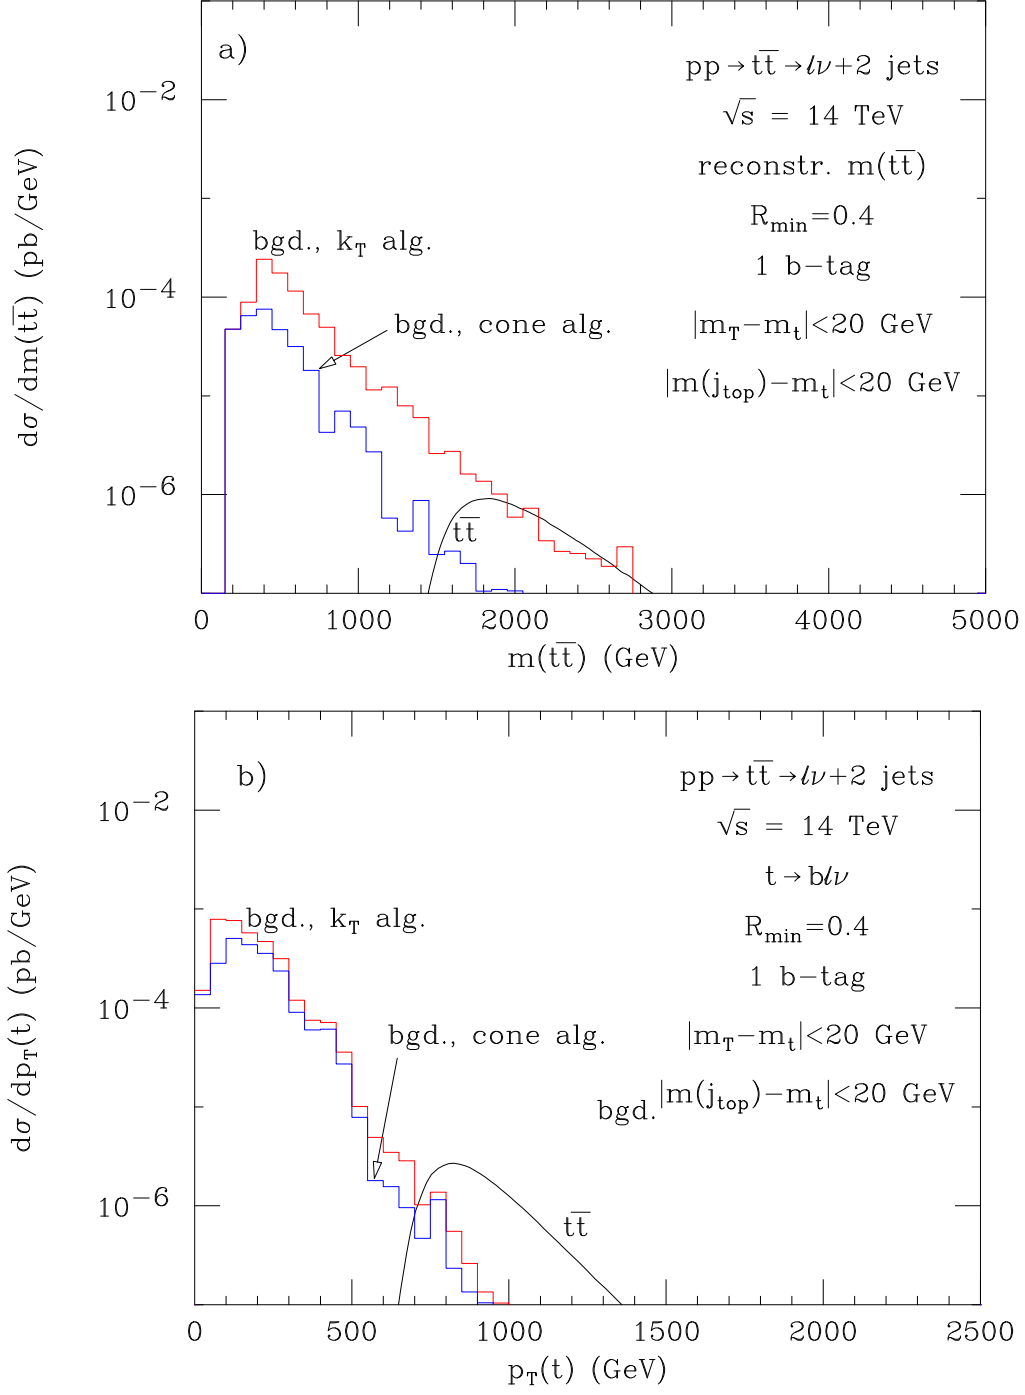 a)
pp→tt̅→lν+2 jets
√s = 14 TeV
reconstr. m(tt̅)
R_min=0.4
1 b−tag
|m_T−m_t|<20 GeV
|m(j_top)−m_t|<20 GeV
bgd., k_T alg.
bgd., cone alg.
tt̅
10^−2
10^−4
10^−6
dσ/dm(tt̅) (pb/GeV)
0 1000 2000 3000 4000 5000
m(tt̅) (GeV)
b)
pp→tt̅→lν+2 jets
√s = 14 TeV
t→blν
R_min=0.4
1 b−tag
|m_T−m_t|<20 GeV
|m(j_top)−m_t|<20 GeV
bgd., k_T alg.
bgd., cone alg.
bgd.
tt̅
10^−2
10^−4
10^−6
dσ/dp_T(t) (pb/GeV)
0 500 1000 1500 2000 2500
p_T(t) (GeV)